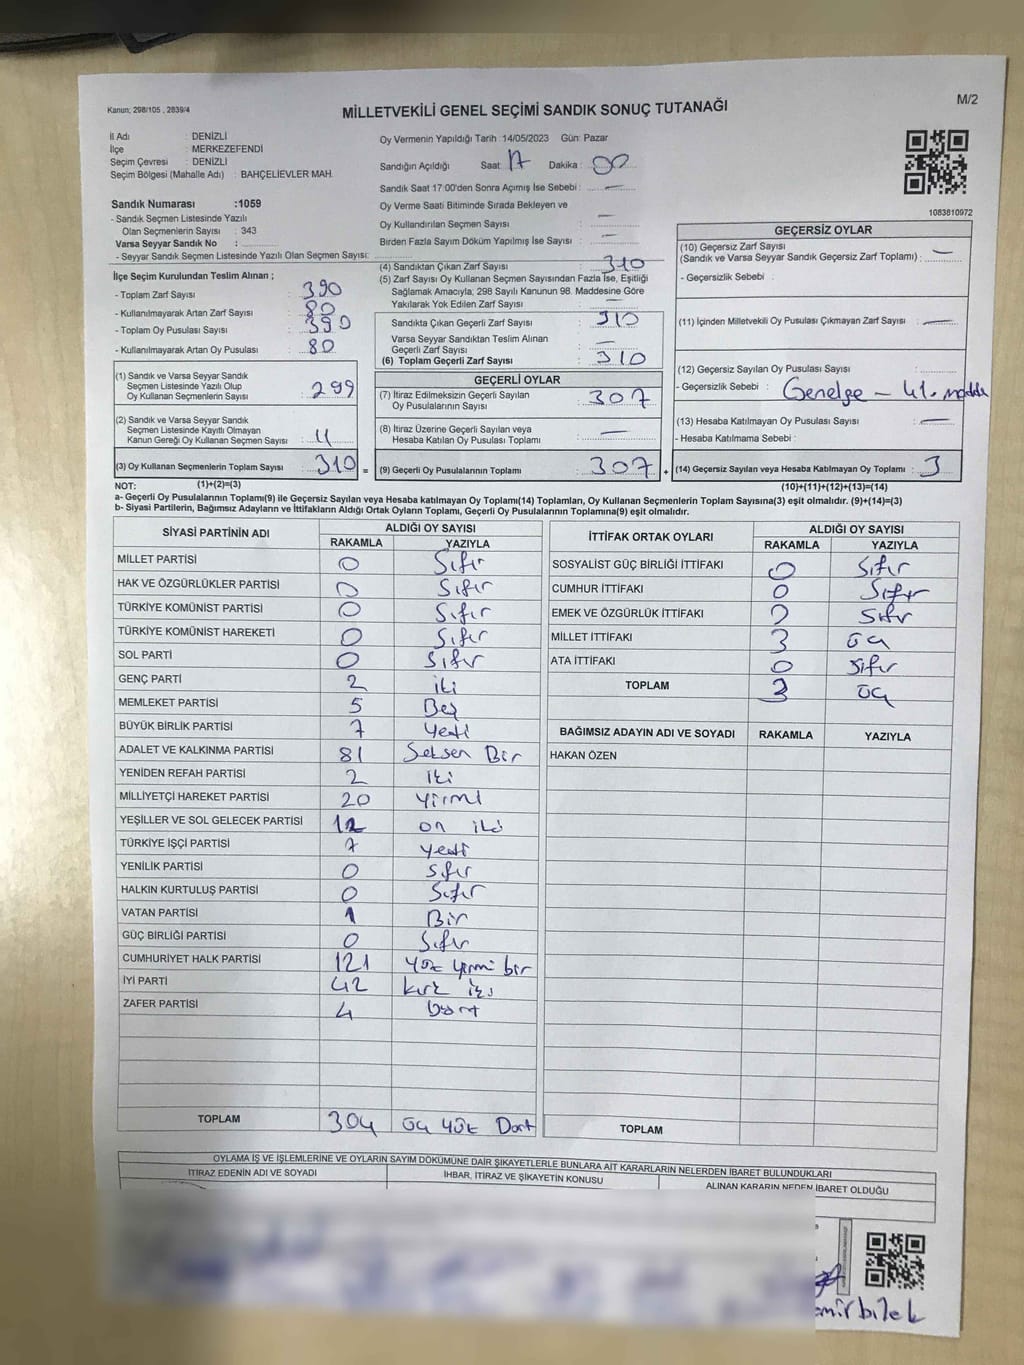 Kanun; 298/105 , 2839/4
MİLLETVEKİLİ GENEL SEÇİMİ SANDIK SONUÇ TUTANAĞI
M/2
İl Adı : DENİZLİ
İlçe : MERKEZEFENDİ
Seçim Çevresi : DENİZLİ
Seçim Bölgesi (Mahalle Adı) : BAHÇELİEVLER MAH.
Sandık Numarası :1059
- Sandık Seçmen Listesinde Yazılı
Olan Seçmenlerin Sayısı : 343
Varsa Seyyar Sandık No :
- Seyyar Sandık Seçmen Listesinde Yazılı Olan Seçmen Sayısı:
Oy Vermenin Yapıldığı Tarih :14/05/2023 Gün: Pazar
Sandığın Açıldığı Saat: 17 Dakika : 00
Sandık Saat 17:00'den Sonra Açımış İse Sebebi : —
Oy Verme Saati Bitiminde Sırada Bekleyen ve
Oy Kullandırılan Seçmen Sayısı : —
Birden Fazla Sayım Döküm Yapılmış İse Sayısı : —
1083810972
İlçe Seçim Kurulundan Teslim Alınan ;
- Toplam Zarf Sayısı : 390
- Kullanılmayarak Artan Zarf Sayısı : 80
- Toplam Oy Pusulası Sayısı : 390
- Kullanılmayarak Artan Oy Pusulası : 80
(4) Sandıktan Çıkan Zarf Sayısı : 310
(5) Zarf Sayısı Oy Kullanan Seçmen Sayısından Fazla İse, Eşitliği
Sağlamak Amacıyla; 298 Sayılı Kanunun 98. Maddesine Göre
Yakılarak Yok Edilen Zarf Sayısı : —
Sandıkta Çıkan Geçerli Zarf Sayısı : 310
Varsa Seyyar Sandıktan Teslim Alınan
Geçerli Zarf Sayısı : —
(6) Toplam Geçerli Zarf Sayısı : 310
GEÇERSİZ OYLAR
(10) Geçersiz Zarf Sayısı
(Sandık ve Varsa Seyyar Sandık Geçersiz Zarf Toplamı) : —
- Geçersizlik Sebebi :
(11) İçinden Milletvekili Oy Pusulası Çıkmayan Zarf Sayısı : —
(12) Geçersiz Sayılan Oy Pusulası Sayısı :
- Geçersizlik Sebebi : Genelge - 41. madde
(13) Hesaba Katılmayan Oy Pusulası Sayısı : —
- Hesaba Katılmama Sebebi :
(1) Sandık ve Varsa Seyyar Sandık
Seçmen Listesinde Yazılı Olup
Oy Kullanan Seçmenlerin Sayısı : 299
(2) Sandık ve Varsa Seyyar Sandık
Seçmen Listesinde Kayıtlı Olmayan
Kanun Gereği Oy Kullanan Seçmen Sayısı : 11
GEÇERLİ OYLAR
(7) İtiraz Edilmeksizin Geçerli Sayılan
Oy Pusulalarının Sayısı : 307
(8) İtiraz Üzerine Geçerli Sayılan veya
Hesaba Katılan Oy Pusulası Toplamı : —
(3) Oy Kullanan Seçmenlerin Toplam Sayısı : 310 = (9) Geçerli Oy Pusulalarının Toplamı : 307 + (14) Geçersiz Sayılan veya Hesaba Katılmayan Oy Toplamı : 3
NOT: (1)+(2)=(3) (10)+(11)+(12)+(13)=(14)
a- Geçerli Oy Pusulalarının Toplamı(9) ile Geçersiz Sayılan veya Hesaba katılmayan Oy Toplamı(14) Toplamları, Oy Kullanan Seçmenlerin Toplam Sayısına(3) eşit olmalıdır. (9)+(14)=(3)
b- Siyasi Partilerin, Bağımsız Adayların ve İttifakların Aldığı Ortak Oyların Toplamı, Geçerli Oy Pusulalarının Toplamına(9) eşit olmalıdır.
SİYASİ PARTİNİN ADI ALDIĞI OY SAYISI
RAKAMLA YAZIYLA
MİLLET PARTİSİ 0 Sıfır
HAK VE ÖZGÜRLÜKLER PARTİSİ 0 Sıfır
TÜRKİYE KOMÜNİST PARTİSİ 0 Sıfır
TÜRKİYE KOMÜNİST HAREKETİ 0 Sıfır
SOL PARTİ 0 Sıfır
GENÇ PARTİ 2 iki
MEMLEKET PARTİSİ 5 Beş
BÜYÜK BİRLİK PARTİSİ 7 Yedi
ADALET VE KALKINMA PARTİSİ 81 Seksen Bir
YENİDEN REFAH PARTİSİ 2 iki
MİLLİYETÇİ HAREKET PARTİSİ 20 Yirmi
YEŞİLLER VE SOL GELECEK PARTİSİ 12 on iki
TÜRKİYE İŞÇİ PARTİSİ 7 yedi
YENİLİK PARTİSİ 0 Sıfır
HALKIN KURTULUŞ PARTİSİ 0 Sıfır
VATAN PARTİSİ 1 Bir
GÜÇ BİRLİĞİ PARTİSİ 0 Sıfır
CUMHURİYET HALK PARTİSİ 121 yüz yirmi bir
İYİ PARTİ 42 kırk iki
ZAFER PARTİSİ 4 Dört
TOPLAM 304 üç yüz Dört
İTTİFAK ORTAK OYLARI ALDIĞI OY SAYISI
RAKAMLA YAZIYLA
SOSYALİST GÜÇ BİRLİĞİ İTTİFAKI 0 Sıfır
CUMHUR İTTİFAKI 0 Sıfır
EMEK VE ÖZGÜRLÜK İTTİFAKI 0 Sıfır
MİLLET İTTİFAKI 3 üç
ATA İTTİFAKI 0 Sıfır
TOPLAM 3 üç
BAĞIMSIZ ADAYIN ADI VE SOYADI RAKAMLA YAZIYLA
HAKAN ÖZEN
TOPLAM
OYLAMA İŞ VE İŞLEMLERİNE VE OYLARIN SAYIM DÖKÜMÜNE DAİR ŞİKAYETLERLE BUNLARA AİT KARARLARIN NELERDEN İBARET BULUNDUKLARI
İTİRAZ EDENİN ADI VE SOYADI İHBAR, İTİRAZ VE ŞİKAYETİN KONUSU ALINAN KARARIN NEDEN İBARET OLDUĞU
mirbilek